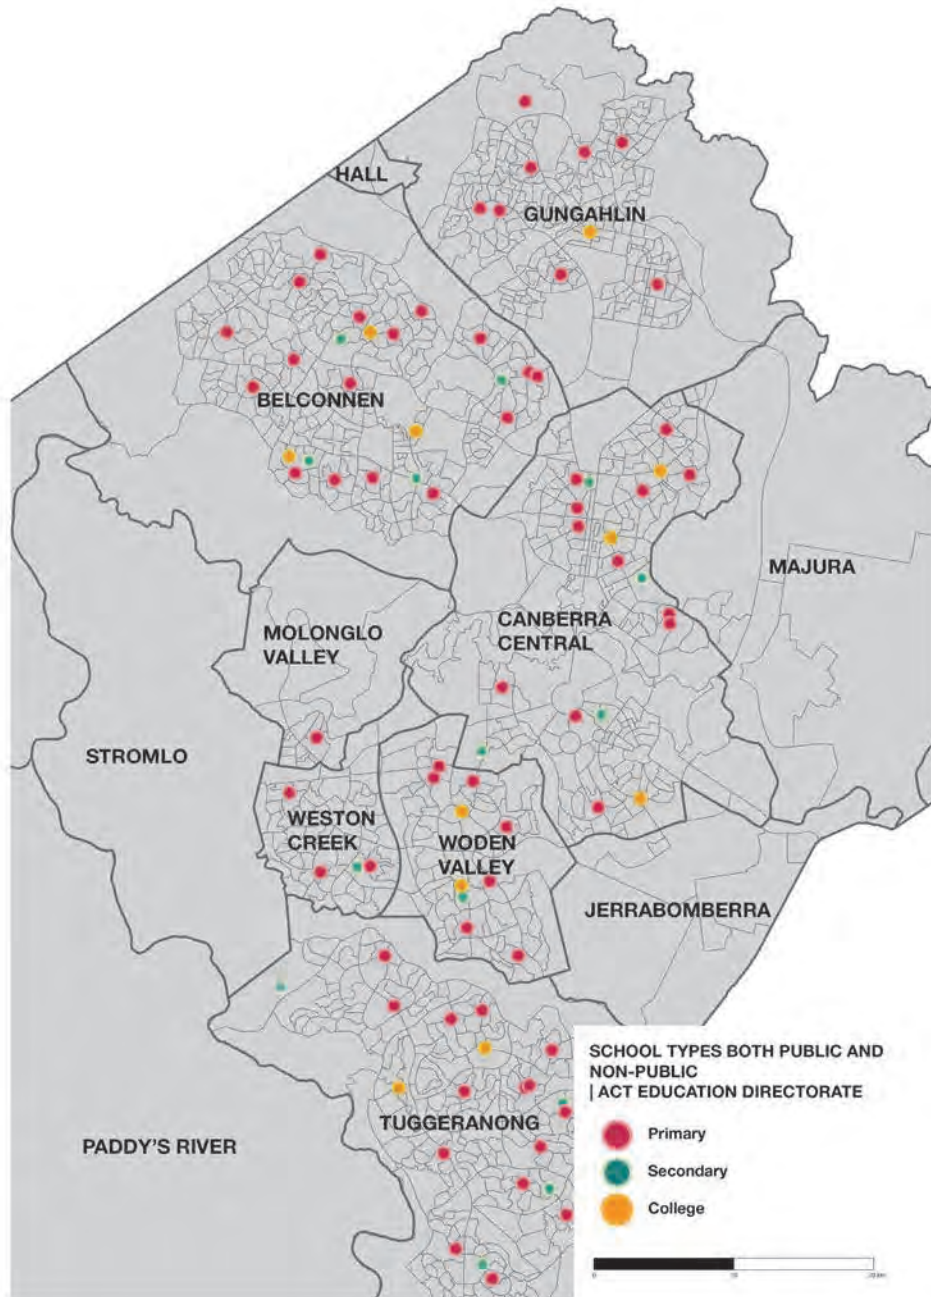 HALL
GUNGAHLIN
BELCONNEN
MAJURA
CANBERRA
CENTRAL
MOLONGLO
VALLEY
STROMLO
WESTON
CREEK
WODEN
VALLEY
JERRABOMBERRA
SCHOOL TYPES BOTH PUBLIC AND
NON-PUBLIC
| ACT EDUCATION DIRECTORATE
Primary
Secondary
College
TUGGERANONG
PADDY'S RIVER
0